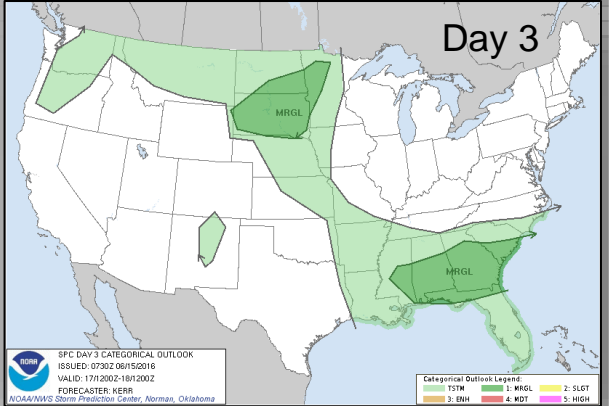 Day 3
MRGL
MRGL
NOAA
SPC DAY 3 CATEGORICAL OUTLOOK
ISSUED: 0730Z 06/15/2016
VALID: 17/1200Z-18/1200Z
FORECASTER: KERR
NOAA/NWS Storm Prediction Center, Norman, Oklahoma
Categorical Outlook Legend:
TSTM 1: MRGL 2: SLGT
3: ENH 4: MDT 5: HIGH